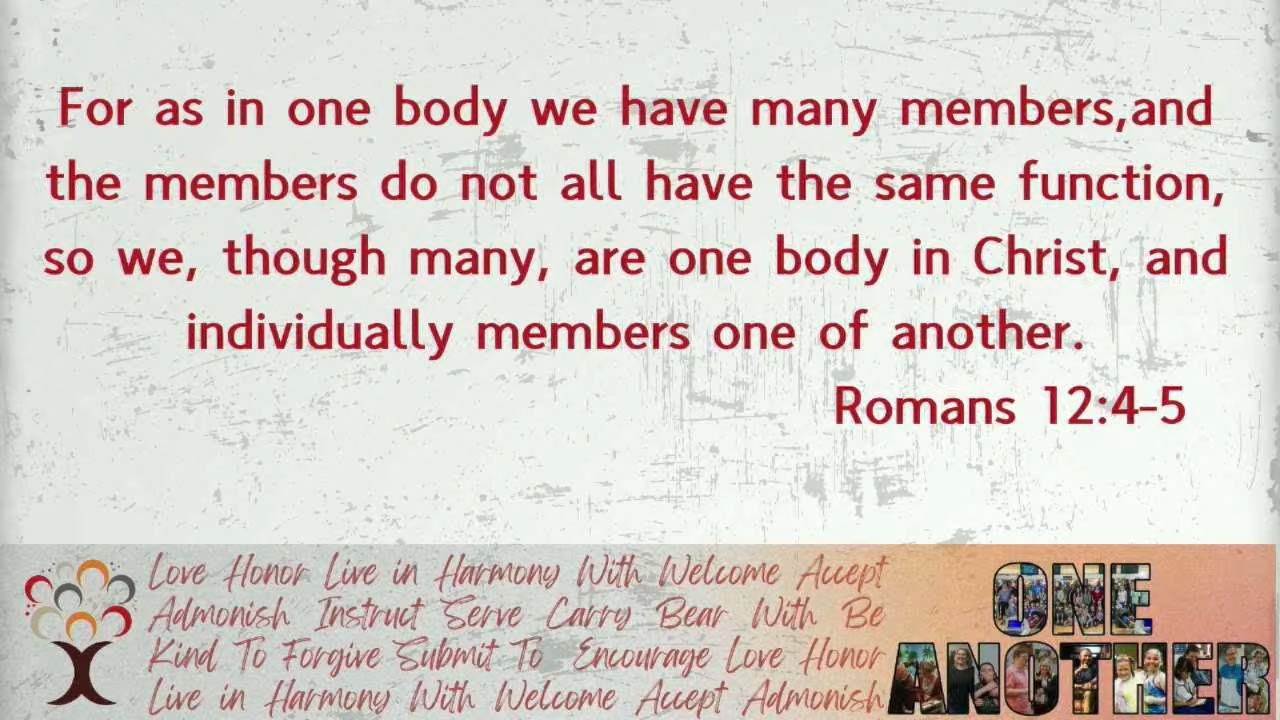 For as in one body we have many members,and
the members do not all have the same function,
so we, though many, are one body in Christ, and
individually members one of another.
Romans 12:4-5
Love Honor Live in Harmony With Welcome Accept
Admonish Instruct Serve Carry Bear With Be
Kind To Forgive Submit To Encourage Love Honor
Live in Harmony With Welcome Accept Admonish
ONE
ANOTHER